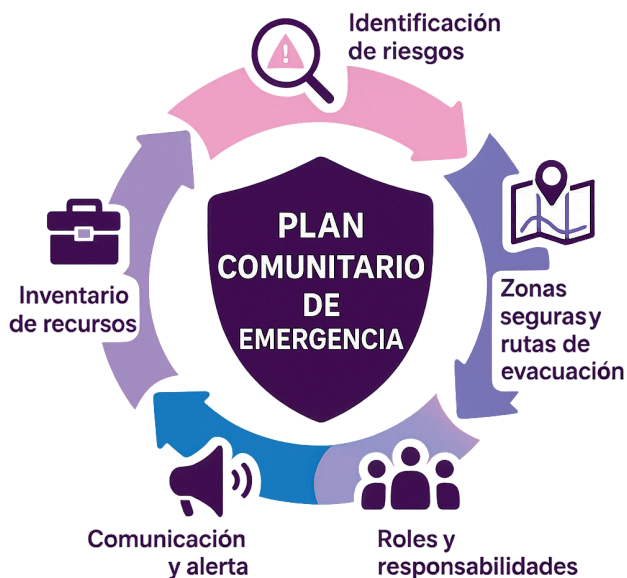 Identificación
de riesgos
PLAN
COMUNITARIO
DE
EMERGENCIA
Zonas
seguras y
rutas de
evacuación
Inventario
de recursos
Comunicación
y alerta
Roles y
responsabilidades